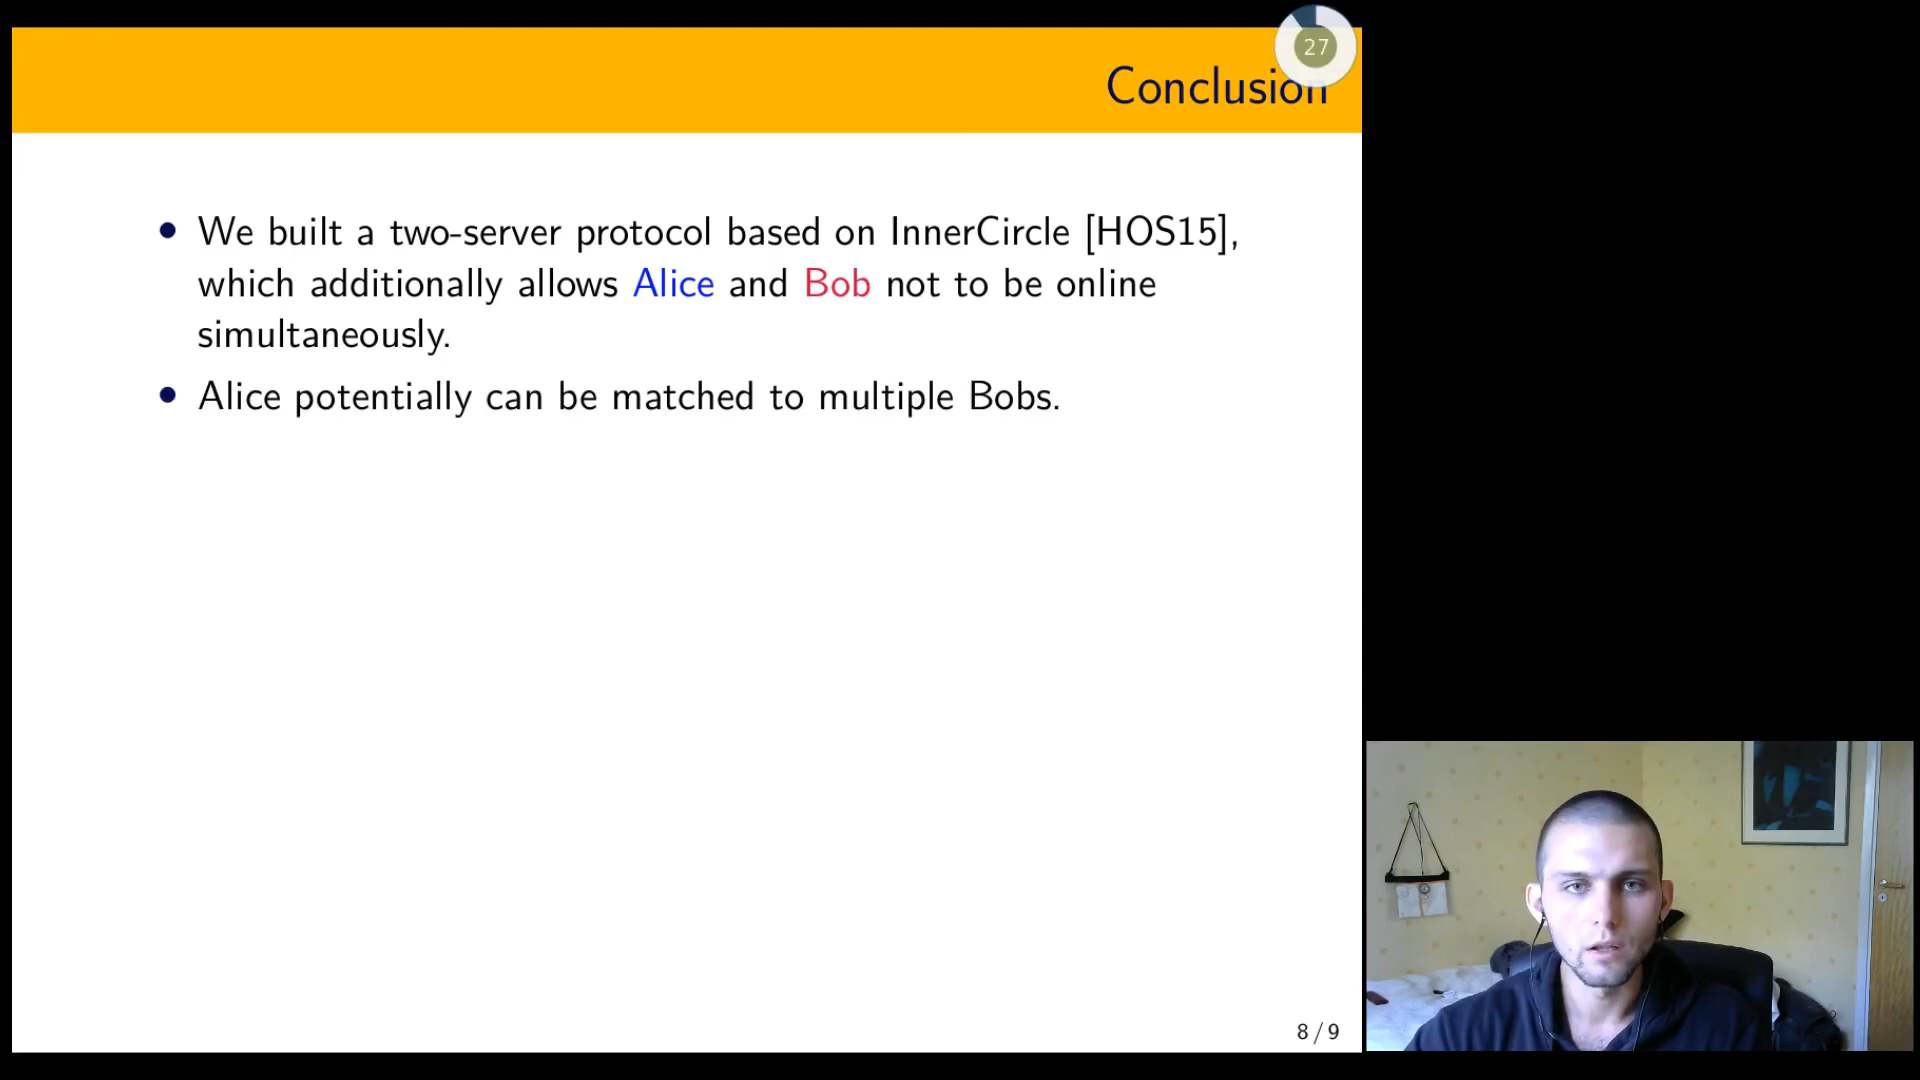 27
Conclusion
• We built a two-server protocol based on InnerCircle [HOS15],
which additionally allows Alice and Bob not to be online
simultaneously.
• Alice potentially can be matched to multiple Bobs.
8 / 9